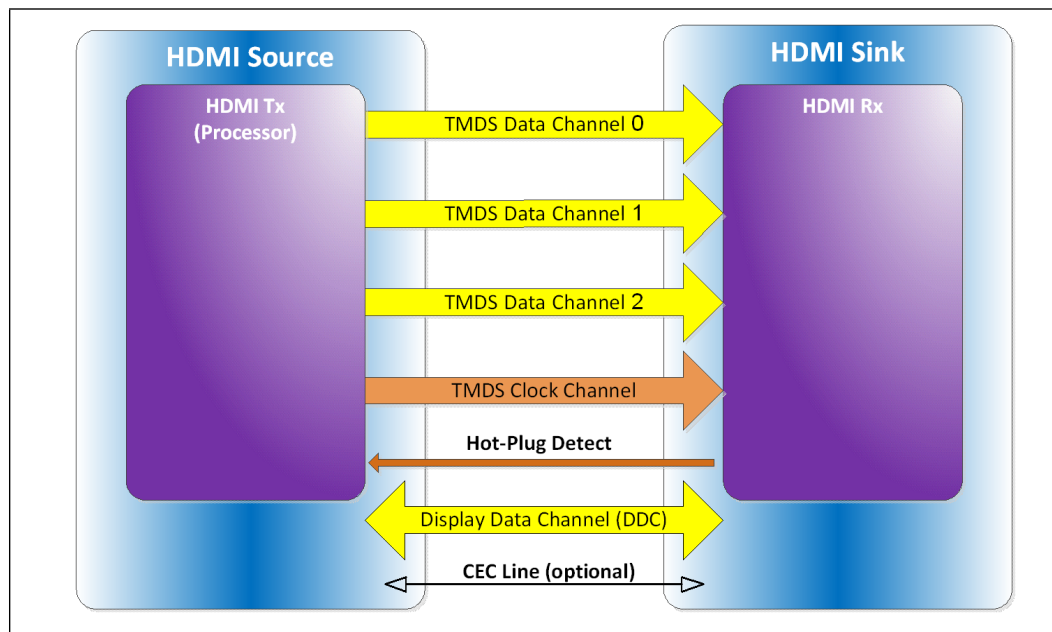 HDMI Source
HDMI Sink
HDMI Tx
(Processor)
HDMI Rx
TMDS Data Channel 0
TMDS Data Channel 1
TMDS Data Channel 2
TMDS Clock Channel
Hot-Plug Detect
Display Data Channel (DDC)
CEC Line (optional)